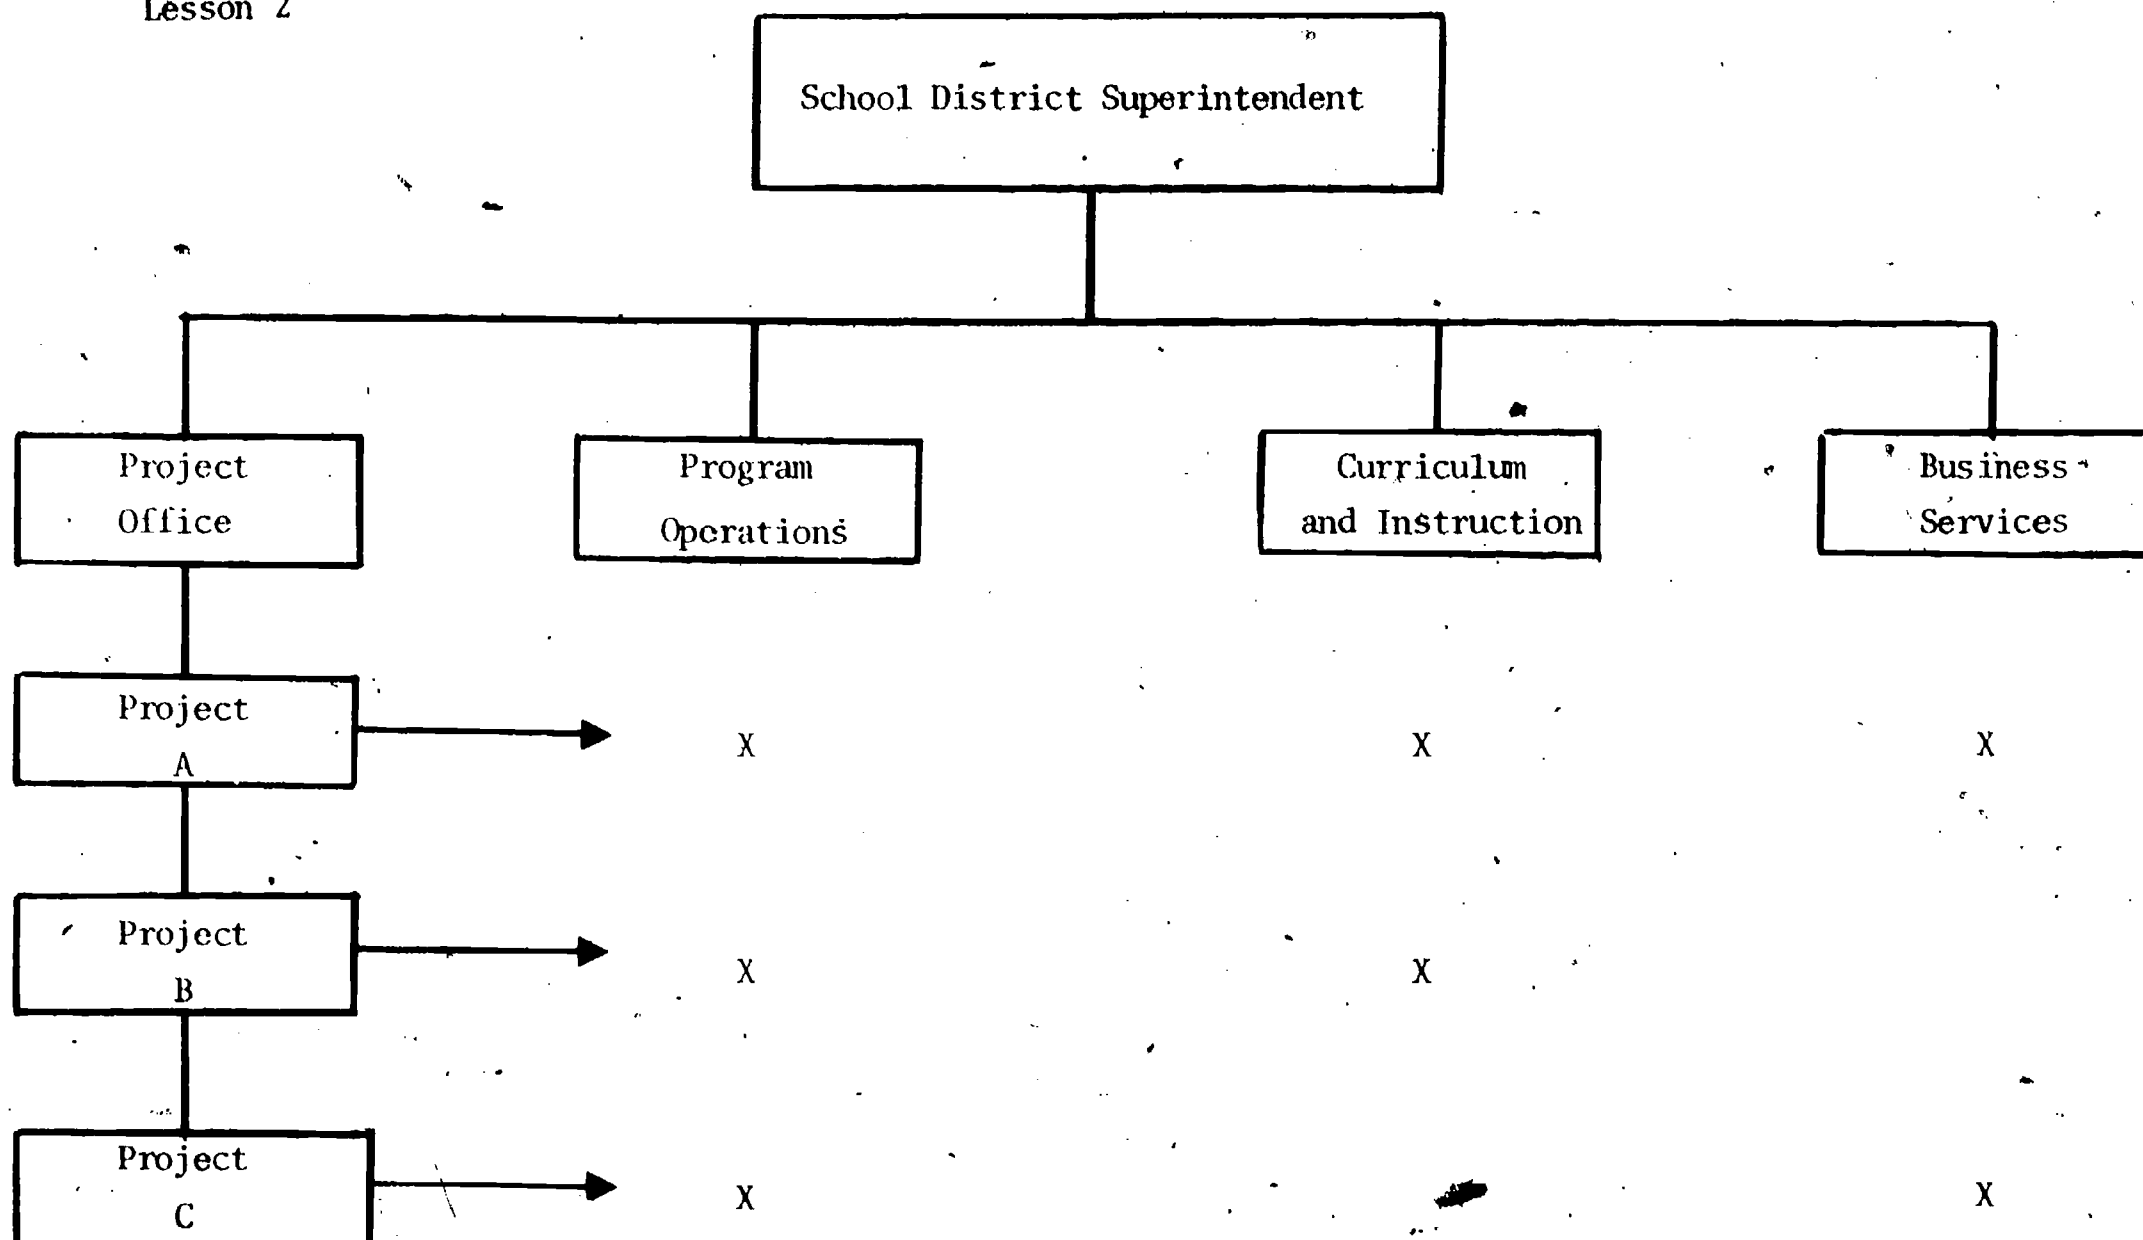 Lesson 2
School District Superintendent
Project
Office
Program
Operations
Curriculum
and Instruction
Business
Services
Project
A
X
X
X
Project
B
X
X
Project
C
X
X